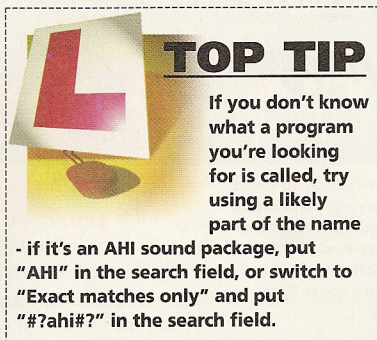 L
TOP TIP
If you don't know
what a program
you're looking
for is called, try
using a likely
part of the name
- if it's an AHI sound package, put
"AHI" in the search field, or switch to
"Exact matches only" and put
"#?ahi#?" in the search field.